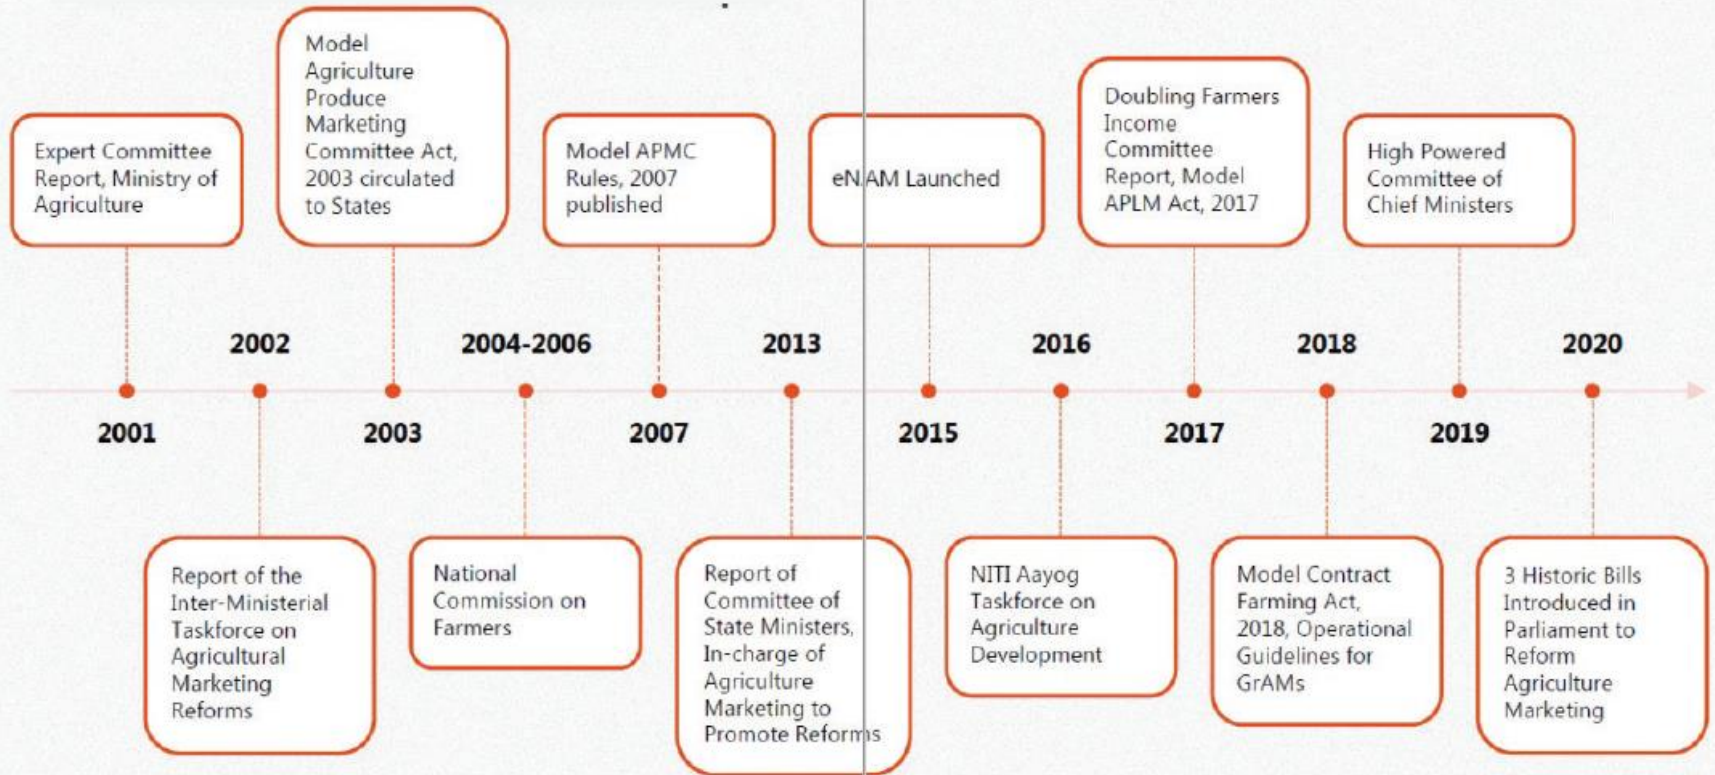 Expert Committee
Report, Ministry of
Agriculture
Model
Agriculture
Produce
Marketing
Committee Act,
2003 circulated
to States
Model APMC
Rules, 2007
published
eNAM Launched
Doubling Farmers
Income
Committee
Report, Model
APLM Act, 2017
High Powered
Committee of
Chief Ministers
2002
2004-2006
2013
2016
2018
2020
2001
2003
2007
2015
2017
2019
Report of the
Inter-Ministerial
Taskforce on
Agricultural
Marketing
Reforms
National
Commission on
Farmers
Report of
Committee of
State Ministers,
In-charge of
Agriculture
Marketing to
Promote Reforms
NITI Aayog
Taskforce on
Agriculture
Development
Model Contract
Farming Act,
2018, Operational
Guidelines for
GrAMs
3 Historic Bills
Introduced in
Parliament to
Reform
Agriculture
Marketing